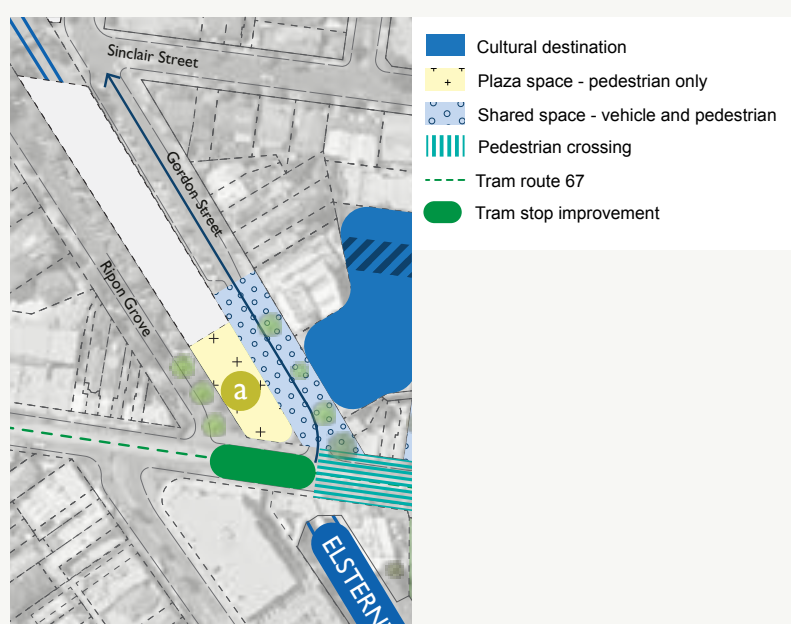 Sinclair Street
Gordon Street
Ripon Grove
a
ELSTERN
Cultural destination
Plaza space - pedestrian only
Shared space - vehicle and pedestrian
Pedestrian crossing
Tram route 67
Tram stop improvement